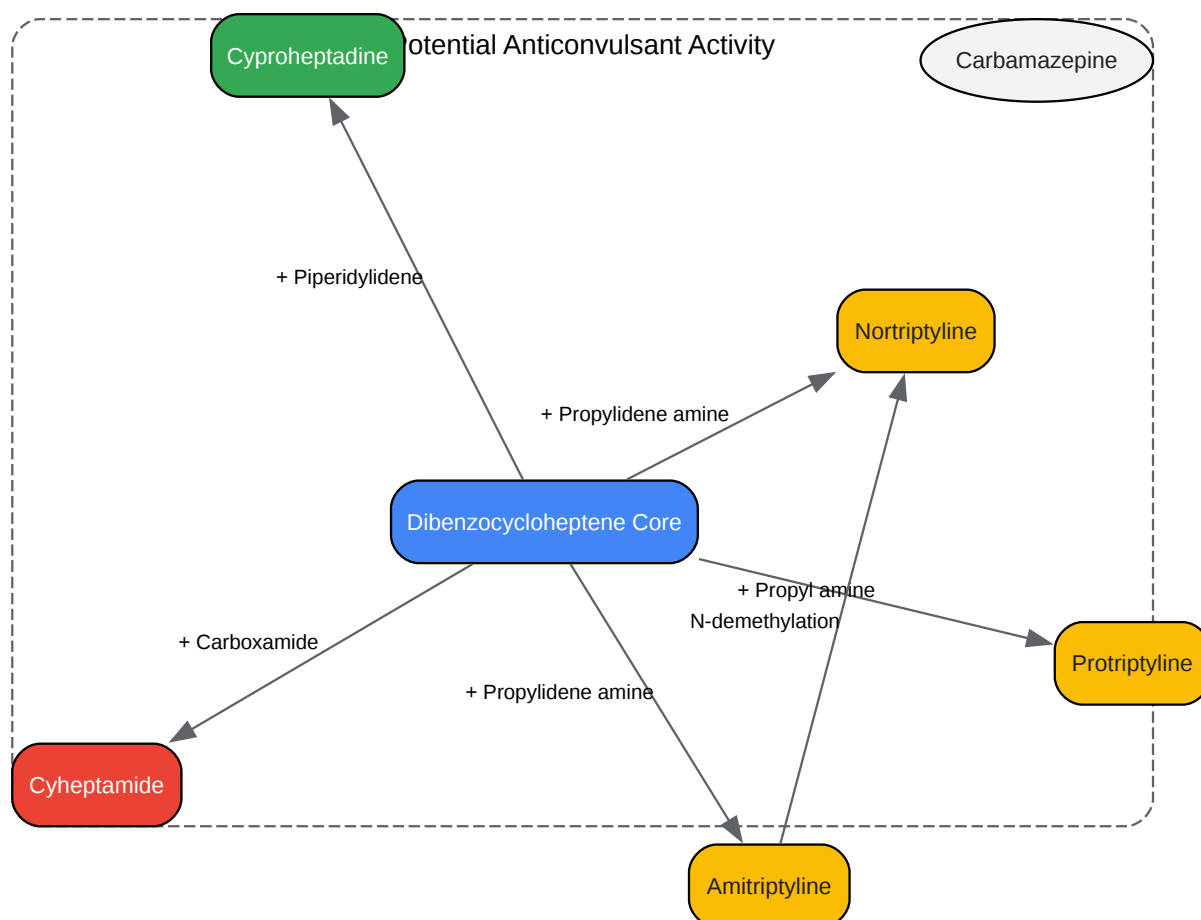 Cyproheptadine
otential Anticonvulsant Activity
Carbamazepine
+ Piperidylidene
Nortriptyline
+ Propylidene amine
Dibenzocycloheptene Core
+ Propyl amine
N-demethylation
+ Carboxamide
Protriptyline
+ Propylidene amine
Cyheptamide
Amitriptyline